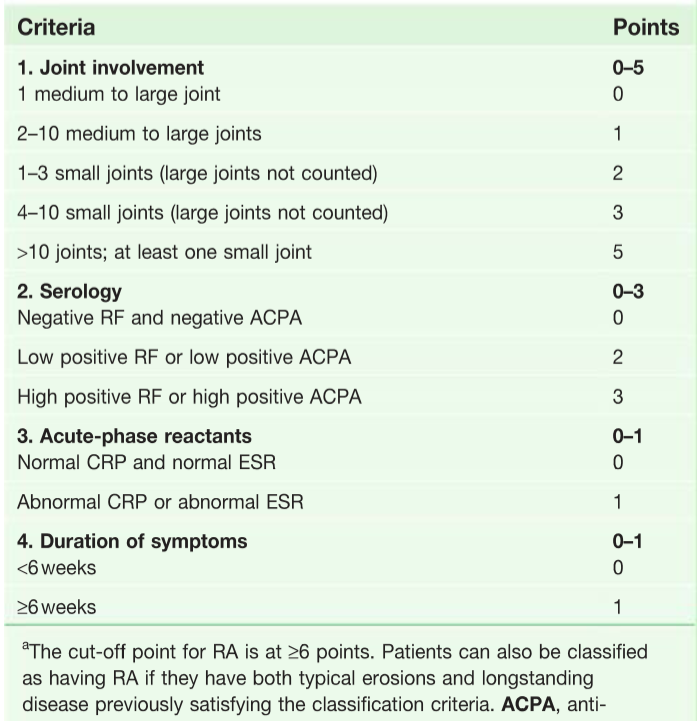 Criteria Points
1. Joint involvement 0–5
1 medium to large joint 0
2–10 medium to large joints 1
1–3 small joints (large joints not counted) 2
4–10 small joints (large joints not counted) 3
>10 joints; at least one small joint 5
2. Serology 0–3
Negative RF and negative ACPA 0
Low positive RF or low positive ACPA 2
High positive RF or high positive ACPA 3
3. Acute-phase reactants 0–1
Normal CRP and normal ESR 0
Abnormal CRP or abnormal ESR 1
4. Duration of symptoms 0–1
<6 weeks 0
≥6 weeks 1
ᵃThe cut-off point for RA is at ≥6 points. Patients can also be classified
as having RA if they have both typical erosions and longstanding
disease previously satisfying the classification criteria. ACPA, anti-